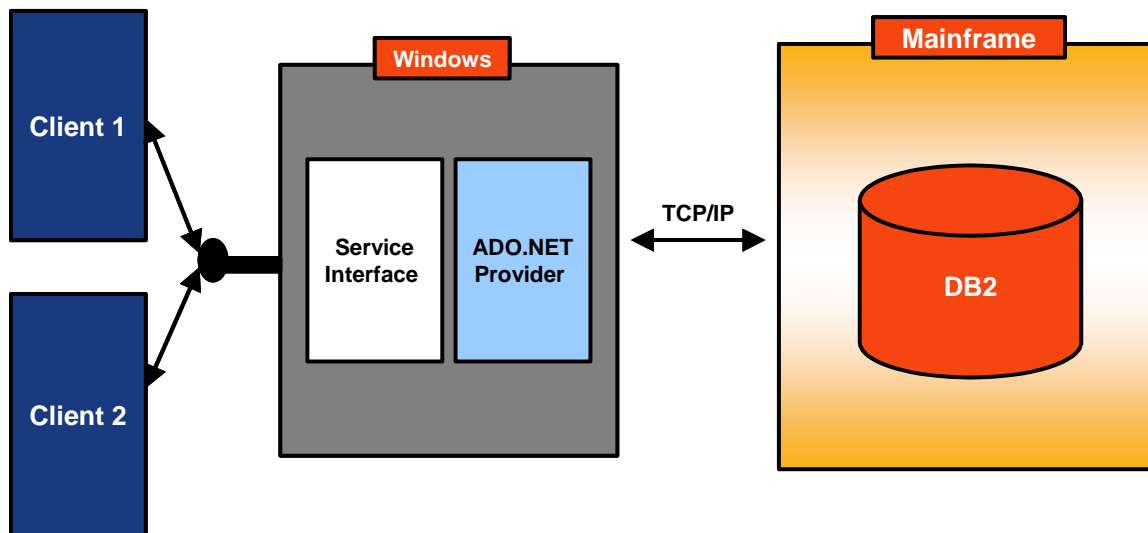 Client 1
Client 2
Windows
Service
Interface
ADO.NET
Provider
TCP/IP
Mainframe
DB2